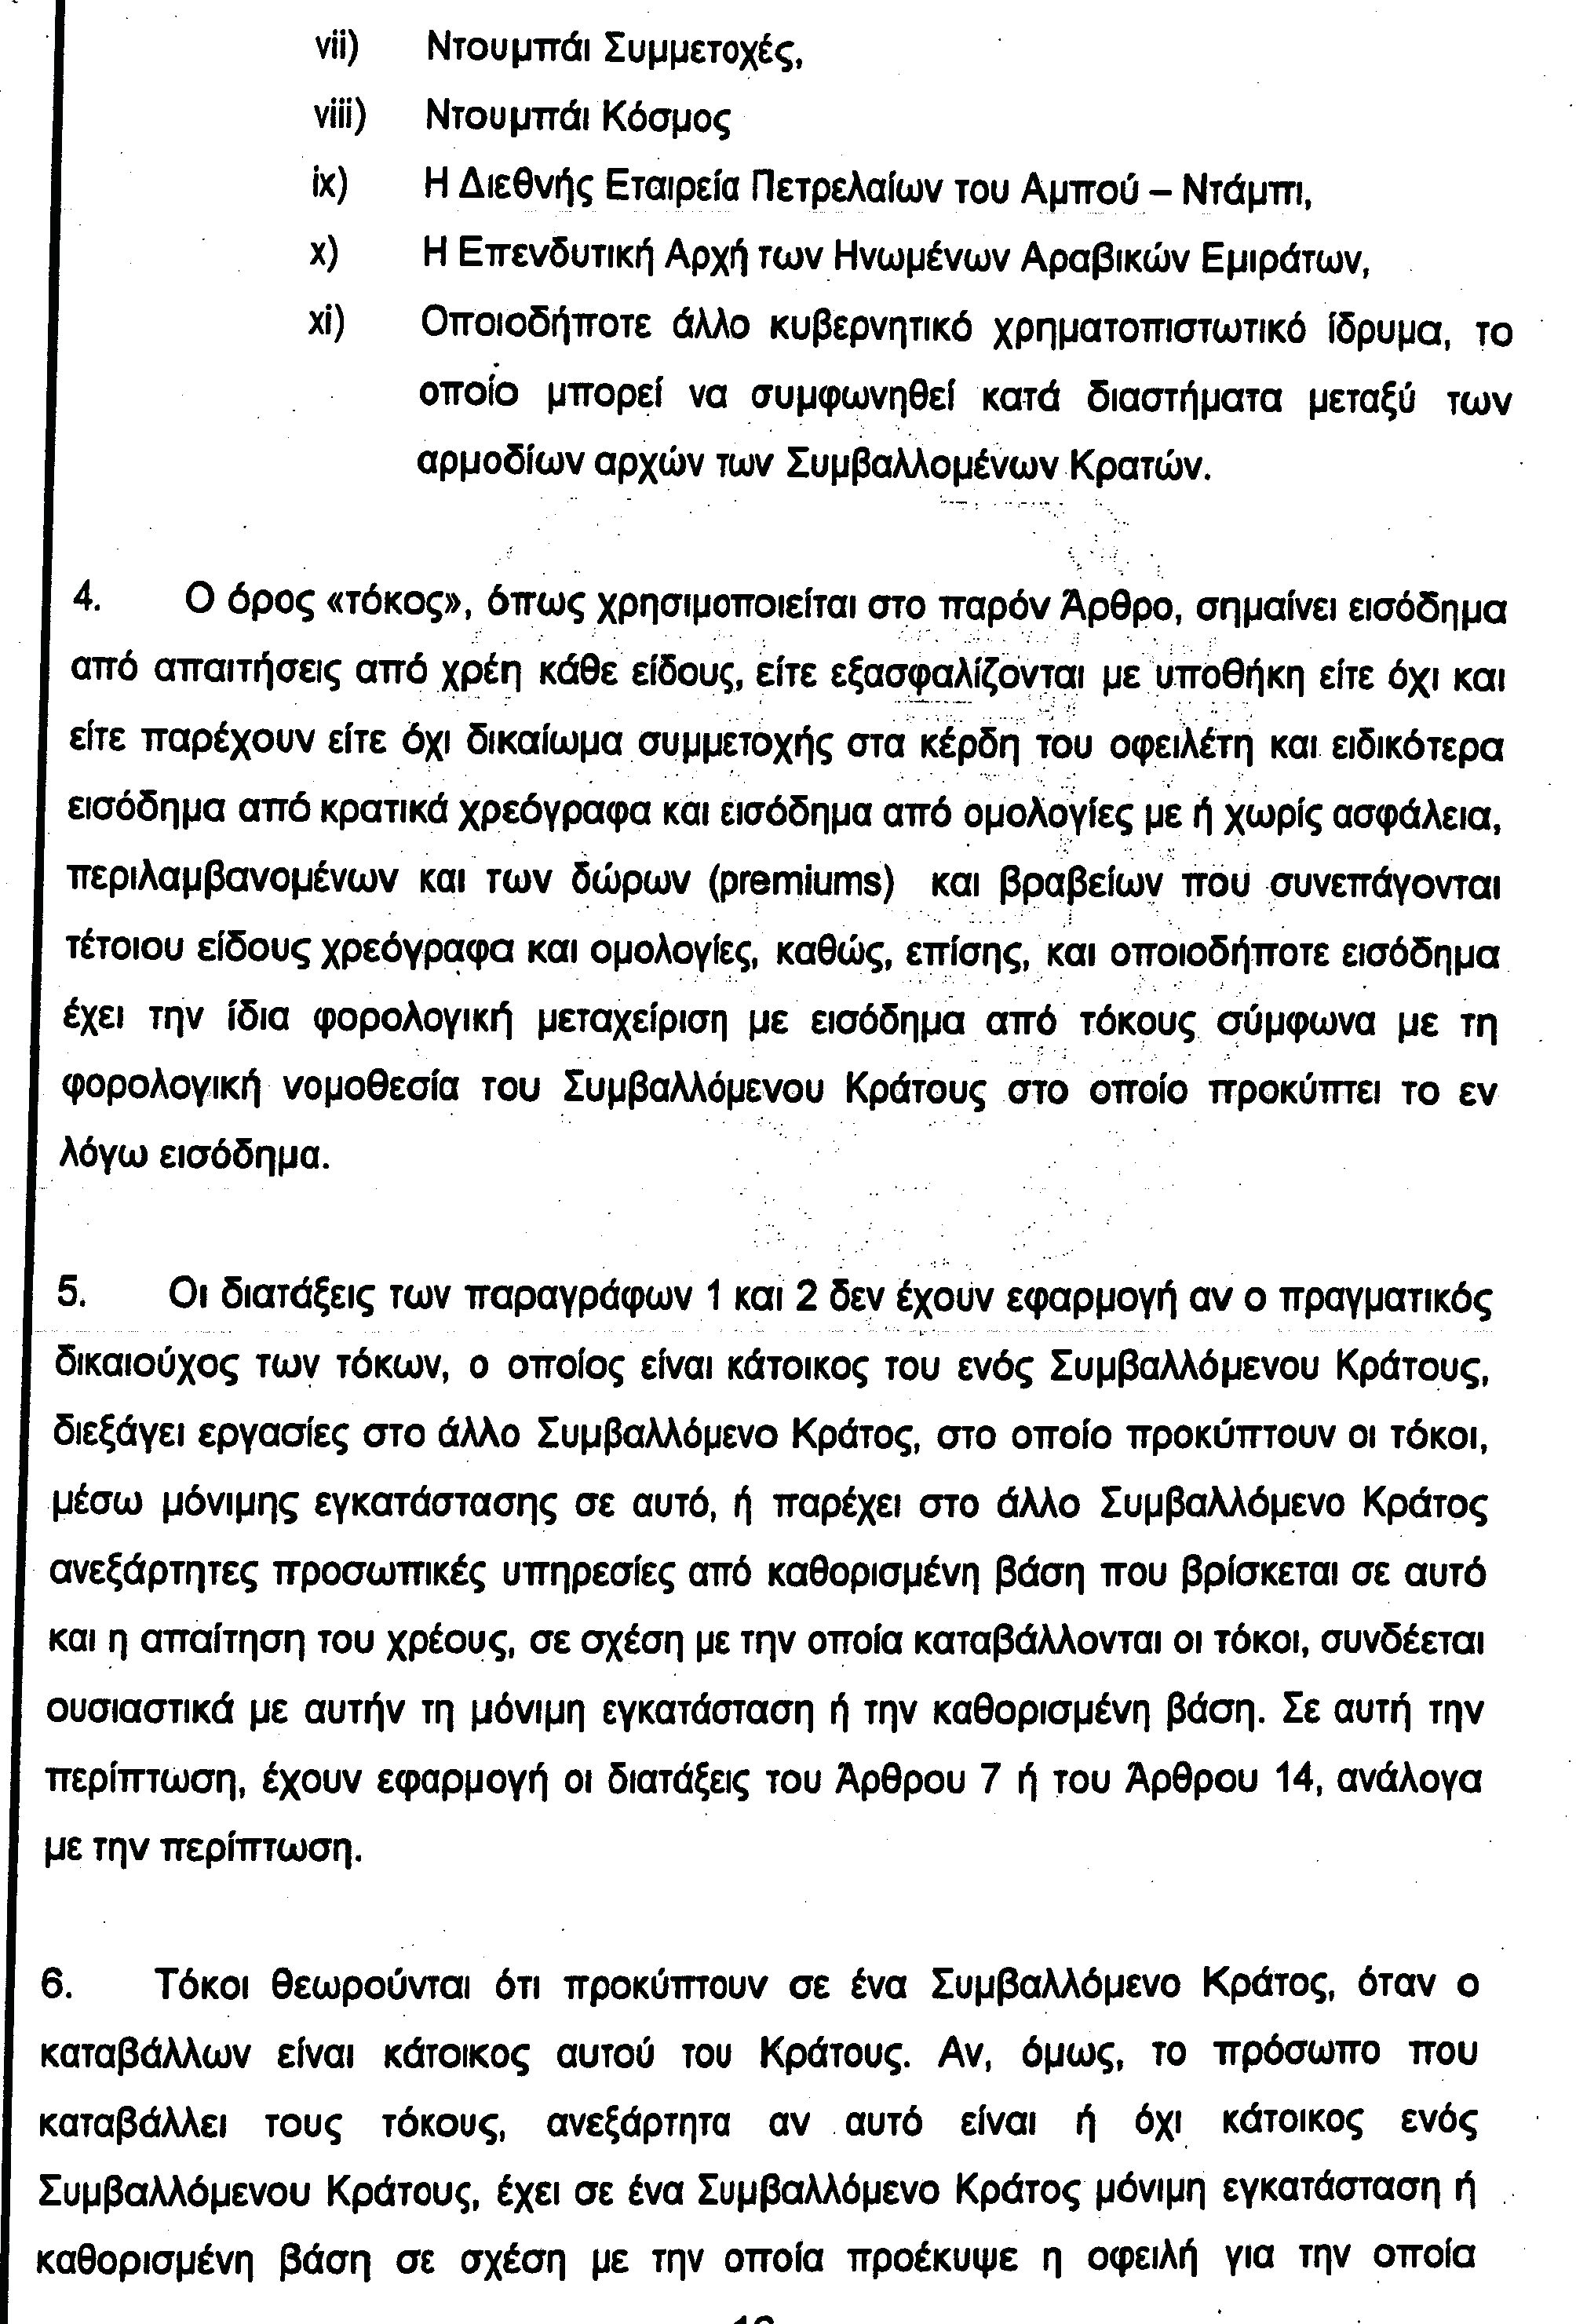 vii) Ντουμπάι Συμμετοχές,
viii) Ντουμπάι Κόσμος
ix) Η Διεθνής Εταιρεία Πετρελαίων του Αμπού – Ντάμπι,
x) Η Επενδυτική Αρχή των Ηνωμένων Αραβικών Εμιράτων,
xi) Οποιοδήποτε άλλο κυβερνητικό χρηματοπιστωτικό ίδρυμα, το
οποίο μπορεί να συμφωνηθεί κατά διαστήματα μεταξύ των
αρμοδίων αρχών των Συμβαλλομένων Κρατών.
4. Ο όρος «τόκος», όπως χρησιμοποιείται στο παρόν Άρθρο, σημαίνει εισόδημα
από απαιτήσεις από χρέη κάθε είδους, είτε εξασφαλίζονται με υποθήκη είτε όχι και
είτε παρέχουν είτε όχι δικαίωμα συμμετοχής στα κέρδη του οφειλέτη και ειδικότερα
εισόδημα από κρατικά χρεόγραφα και εισόδημα από ομολογίες με ή χωρίς ασφάλεια,
περιλαμβανομένων και των δώρων (premiums) και βραβείων που συνεπάγονται
τέτοιου είδους χρεόγραφα και ομολογίες, καθώς, επίσης, και οποιοδήποτε εισόδημα
έχει την ίδια φορολογική μεταχείριση με εισόδημα από τόκους σύμφωνα με τη
φορολογική νομοθεσία του Συμβαλλόμενου Κράτους στο οποίο προκύπτει το εν
λόγω εισόδημα.
5. Οι διατάξεις των παραγράφων 1 και 2 δεν έχουν εφαρμογή αν ο πραγματικός
δικαιούχος των τόκων, ο οποίος είναι κάτοικος του ενός Συμβαλλόμενου Κράτους,
διεξάγει εργασίες στο άλλο Συμβαλλόμενο Κράτος, στο οποίο προκύπτουν οι τόκοι,
μέσω μόνιμης εγκατάστασης σε αυτό, ή παρέχει στο άλλο Συμβαλλόμενο Κράτος
ανεξάρτητες προσωπικές υπηρεσίες από καθορισμένη βάση που βρίσκεται σε αυτό
και η απαίτηση του χρέους, σε σχέση με την οποία καταβάλλονται οι τόκοι, συνδέεται
ουσιαστικά με αυτήν τη μόνιμη εγκατάσταση ή την καθορισμένη βάση. Σε αυτή την
περίπτωση, έχουν εφαρμογή οι διατάξεις του Άρθρου 7 ή του Άρθρου 14, ανάλογα
με την περίπτωση.
6. Τόκοι θεωρούνται ότι προκύπτουν σε ένα Συμβαλλόμενο Κράτος, όταν ο
καταβάλλων είναι κάτοικος αυτού του Κράτους. Αν, όμως, το πρόσωπο που
καταβάλλει τους τόκους, ανεξάρτητα αν αυτό είναι ή όχι κάτοικος ενός
Συμβαλλόμενου Κράτους, έχει σε ένα Συμβαλλόμενο Κράτος μόνιμη εγκατάσταση ή
καθορισμένη βάση σε σχέση με την οποία προέκυψε η οφειλή για την οποία